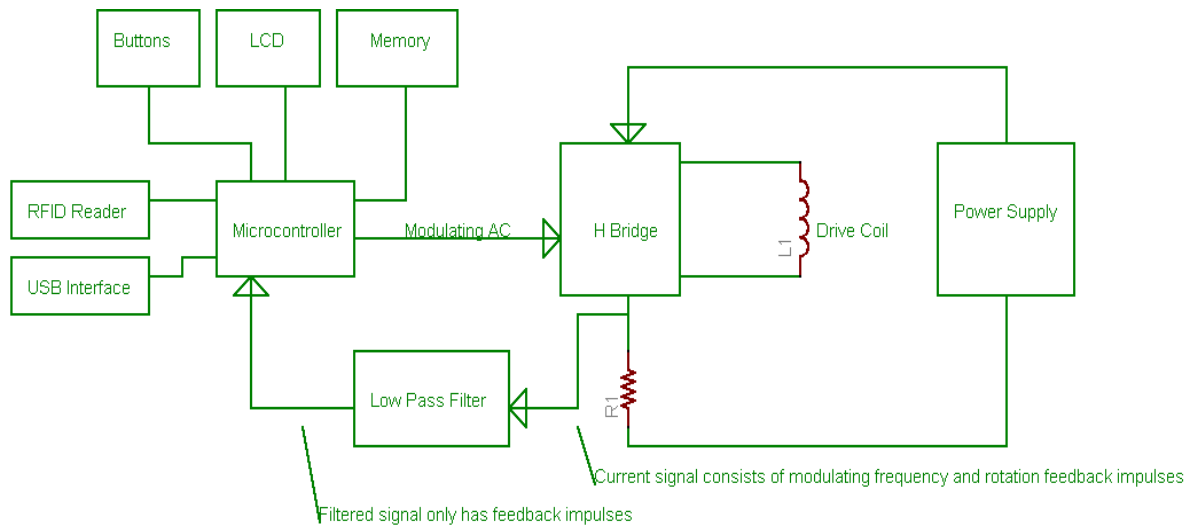 Buttons
LCD
Memory
RFID Reader
Microcontroller
Modulating AC
H Bridge
L1
Drive Coil
Power Supply
USB Interface
Low Pass Filter
R1
Current signal consists of modulating frequency and rotation feedback impulses
Filtered signal only has feedback impulses